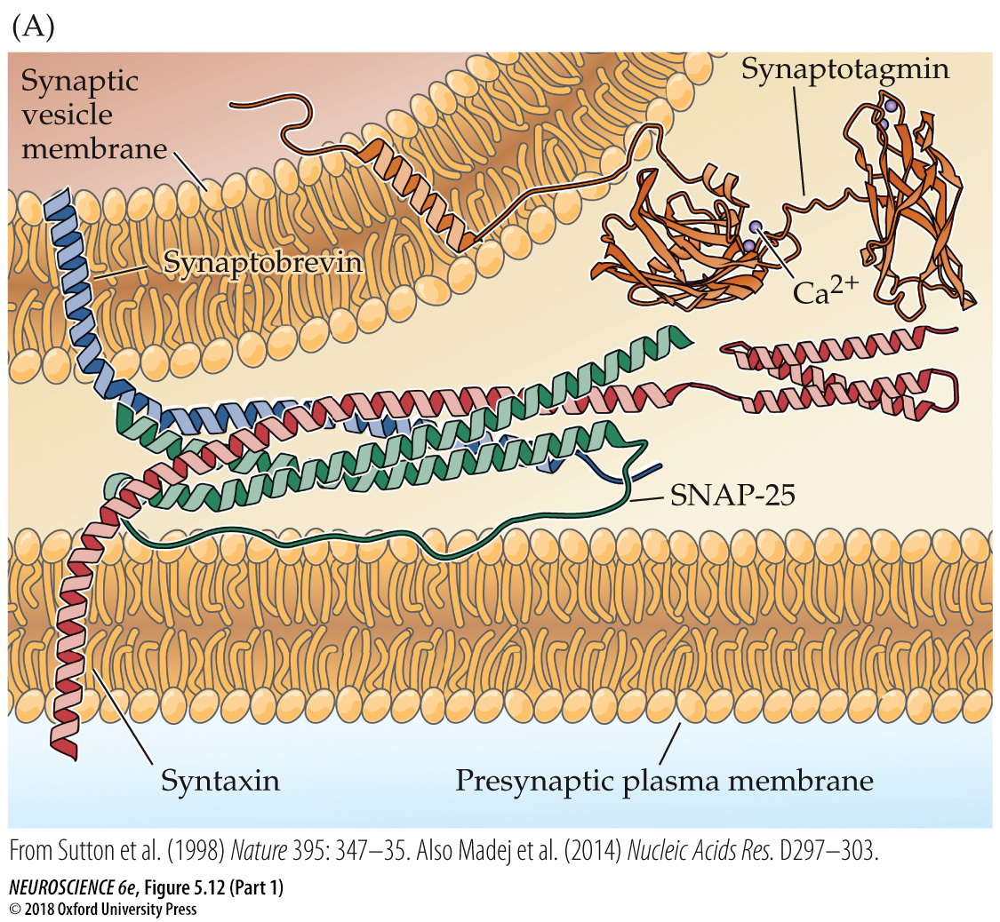 (A)
Synaptic
vesicle
membrane
Synaptotagmin
Synaptobrevin
Ca2+
SNAP-25
Syntaxin
Presynaptic plasma membrane
From Sutton et al. (1998) Nature 395: 347–35. Also Madej et al. (2014) Nucleic Acids Res. D297–303.
NEUROSCIENCE 6e, Figure 5.12 (Part 1)
© 2018 Oxford University Press